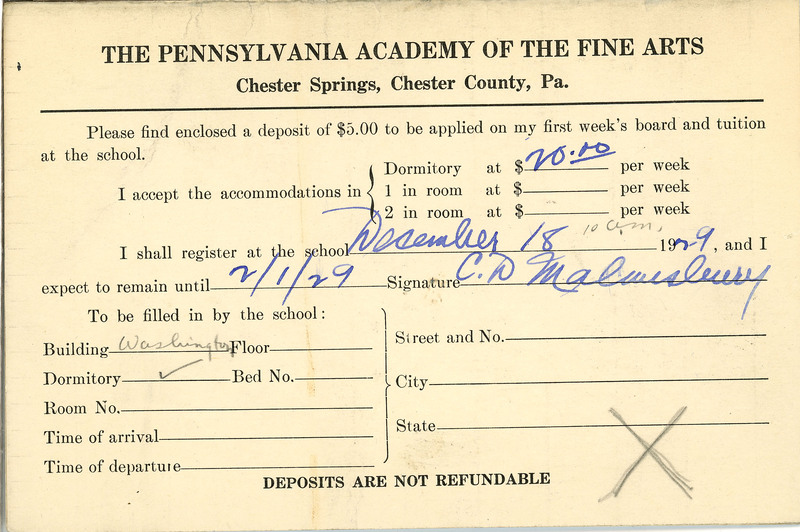 THE PENNSYLVANIA ACADEMY OF THE FINE ARTS
Chester Springs, Chester County, Pa.
Please find enclosed a deposit of $5.00 to be applied on my first week's board and tuition
at the school.
I accept the accommodations in
Dormitory at $ 20.00 per week
1 in room at $ per week
2 in room at $ per week
I shall register at the school December 18 10 a.m. 1929, and I
expect to remain until 2/1/29 Signature C. D Malmsbury
To be filled in by the school:
Building Washington Floor
Dormitory ✓ Bed No.
Room No.
Time of arrival
Time of departure
Street and No.
City
State
DEPOSITS ARE NOT REFUNDABLE